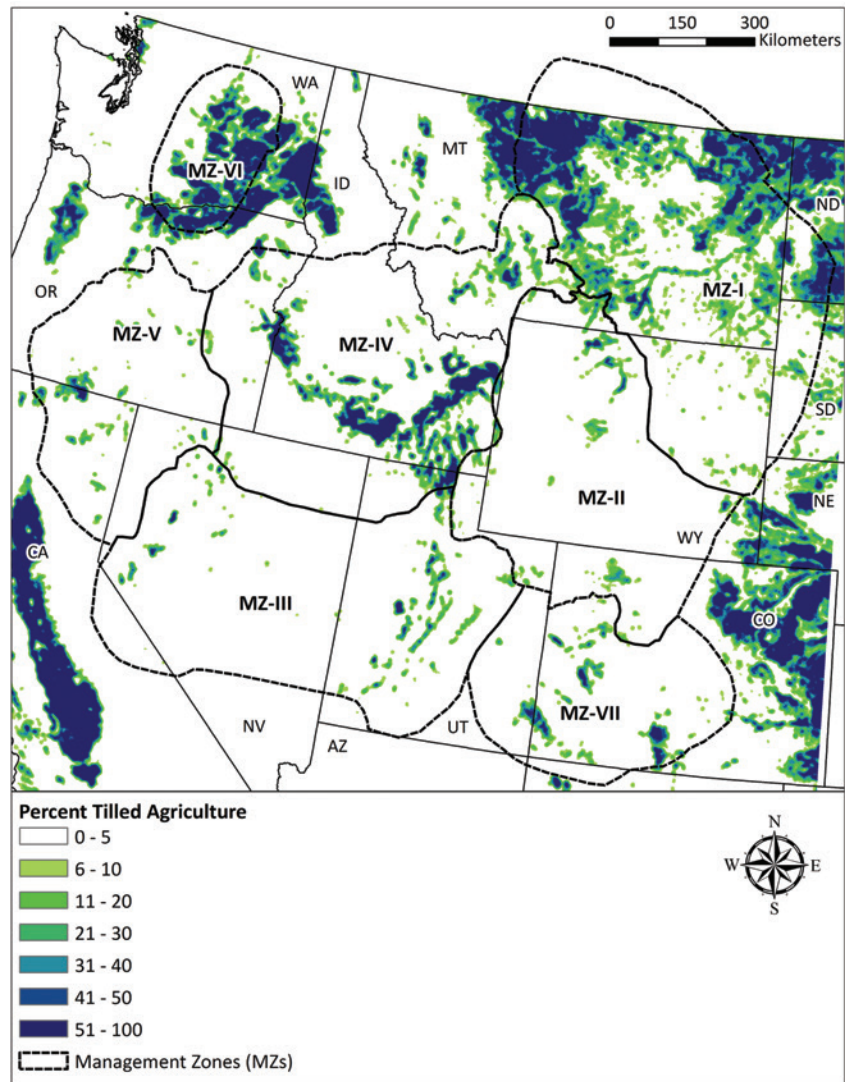 0 150 300
Kilometers
WA
MZ-VI
ID
MT
ND
OR
MZ-I
MZ-V
MZ-IV
SD
MZ-II
NE
WY
CA
MZ-III
CO
MZ-VII
NV
UT
AZ
Percent Tilled Agriculture
0 - 5
6 - 10
11 - 20
21 - 30
31 - 40
41 - 50
51 - 100
Management Zones (MZs)
N
W E
S